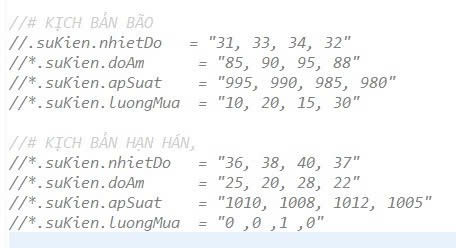 //# KỊCH BẢN BÃO
//.suKien.nhietDo = "31, 33, 34, 32"
//*.suKien.doAm = "85, 90, 95, 88"
//*.suKien.apSuat = "995, 990, 985, 980"
//*.suKien.luongMua = "10, 20, 15, 30"
//# KỊCH BẢN HẠN HÁN,
//*.suKien.nhietDo = "36, 38, 40, 37"
//*.suKien.doAm = "25, 20, 28, 22"
//*.suKien.apSuat = "1010, 1008, 1012, 1005"
//*.suKien.luongMua = "0 ,0 ,1 ,0"